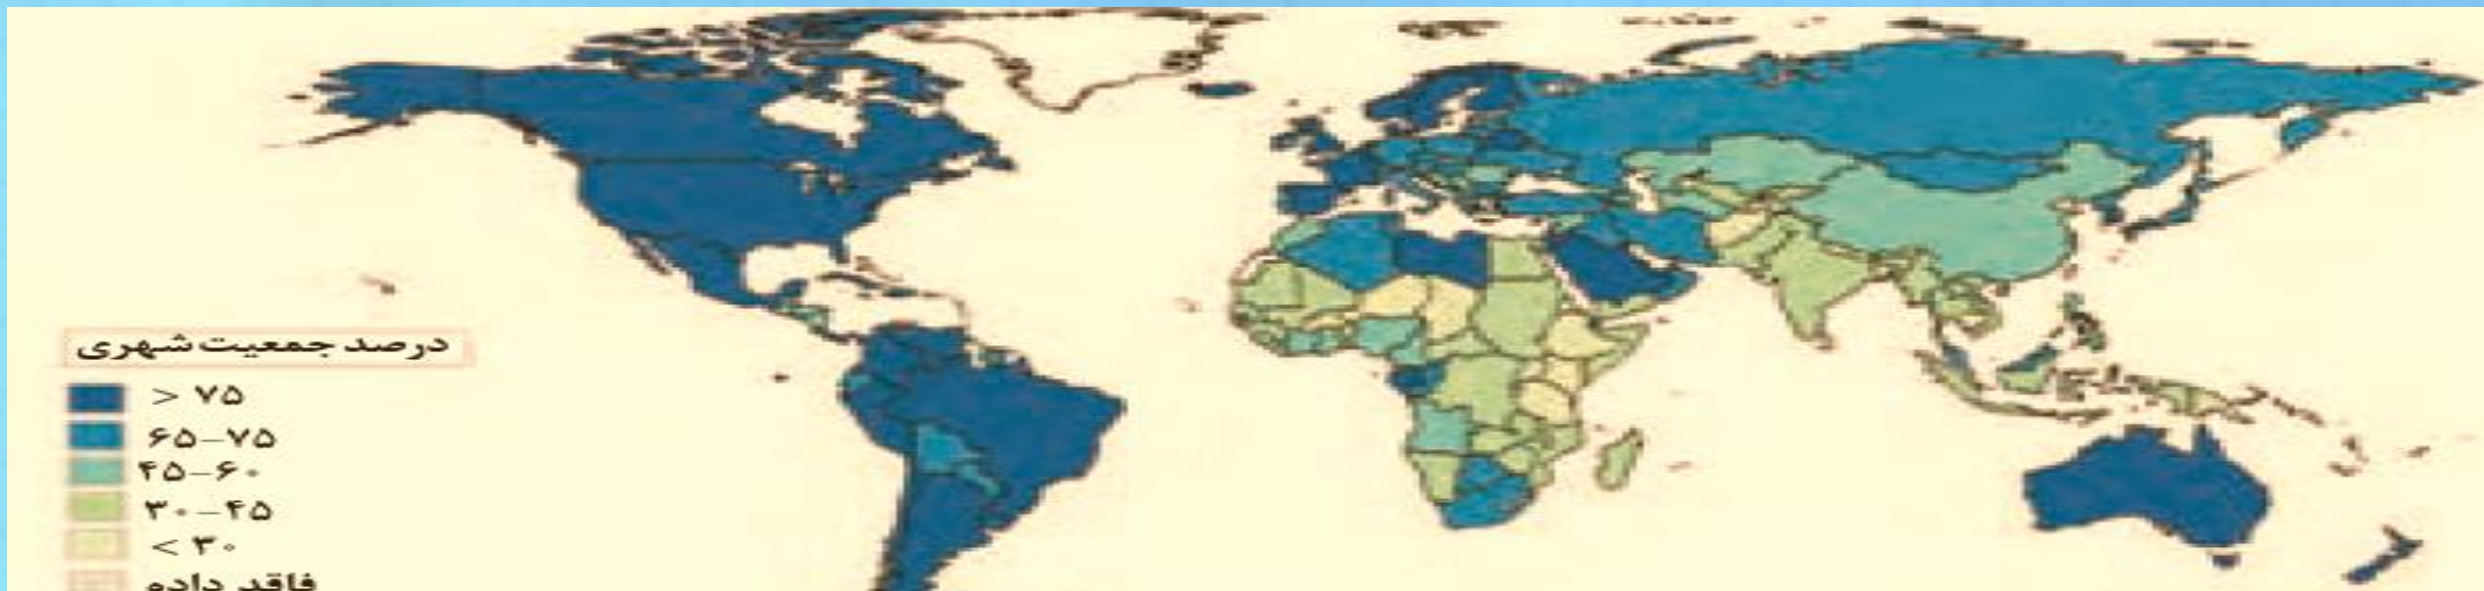 درصد جمعیت شهری
> ۷۵
۶۵–۷۵
۴۵–۶۰
۳۰–۴۵
< ۳۰
فاقد داده